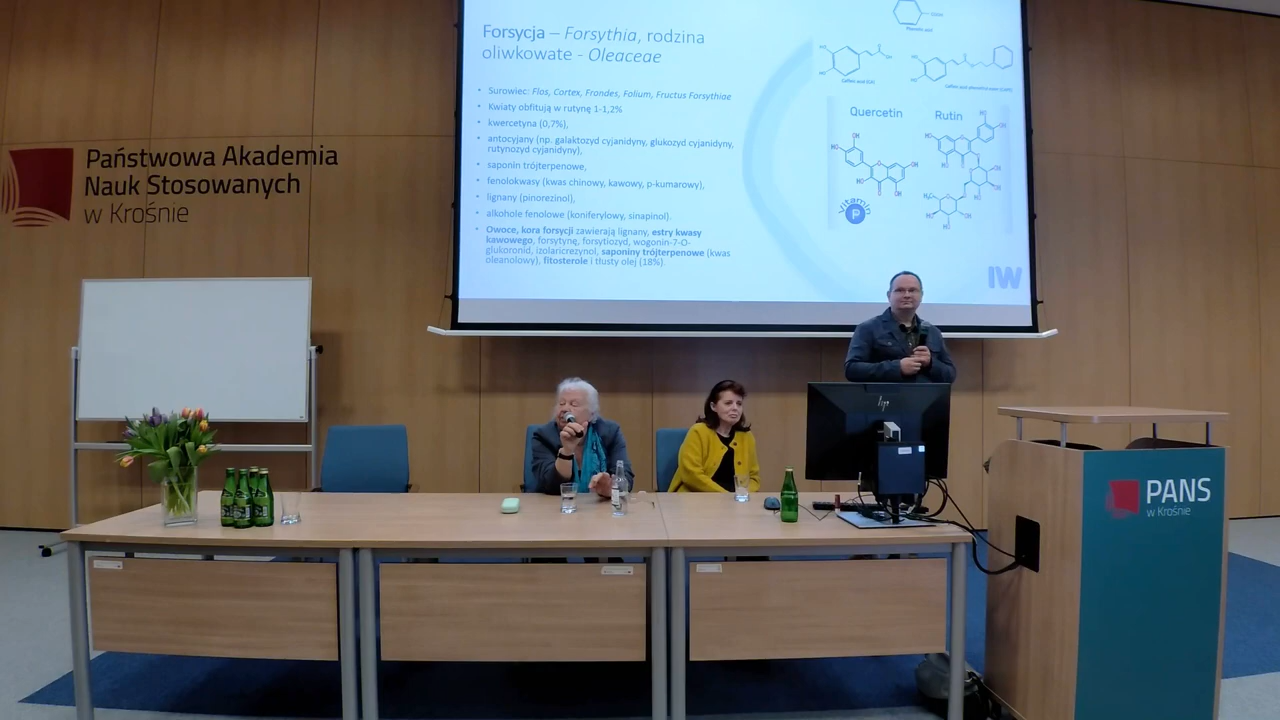 Forsycja – Forsythia, rodzina
oliwkowate - Oleaceae
• Surowiec: Flos, Cortex, Frondes, Folium, Fructus Forsythiae
• Kwiaty obfitują w rutynę 1-1,2%
• kwercetyna (0,7%),
• antocyjany (np. galaktozyd cyjanidyny, glukozyd cyjanidyny,
rutynozyd cyjanidyny),
• saponin trójterpenowe,
• fenolokwasy (kwas chinowy, kawowy, p-kumarowy),
• lignany (pinorezinol),
• alkohole fenolowe (koniferylowy, sinapinol).
• Owoce, kora forsycji zawierają lignany, estry kwasy
kawowego, forsytynę, forsytiozyd, wogonin-7-O-
glukoronid, izolaricrezynol, saponiny trójterpenowe (kwas
oleanolowy), fitosterole i tłusty olej (18%).
Quercetin
Rutin
vitamin
P
IW
Państwowa Akademia
Nauk Stosowanych
w Krośnie
hp
PANS
w Krośnie